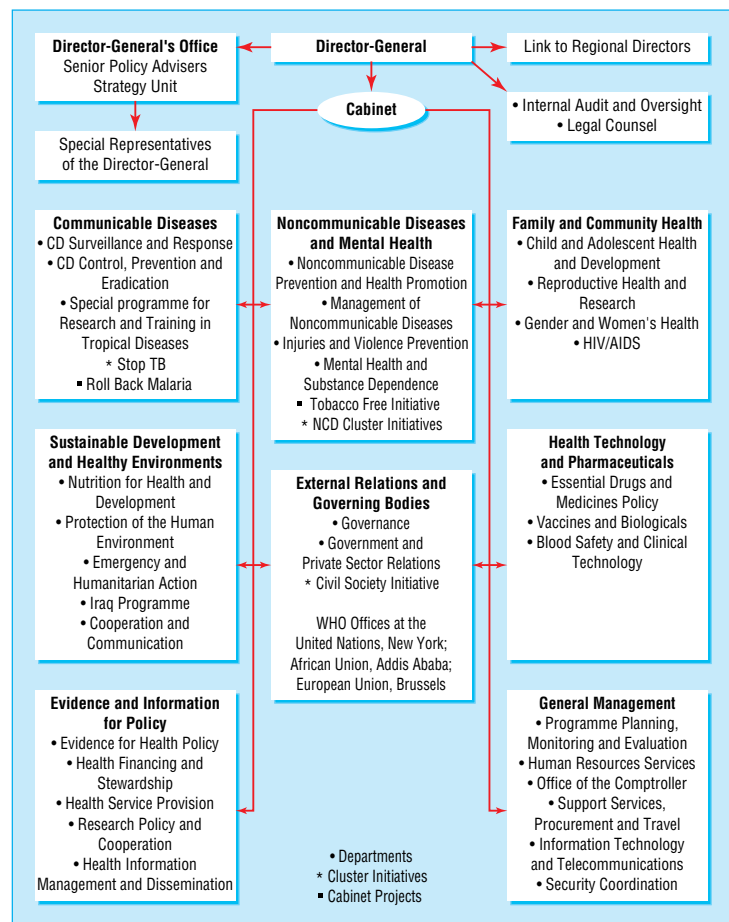 Director-General's Office
Senior Policy Advisers
Strategy Unit
Director-General
Link to Regional Directors
Cabinet
• Internal Audit and Oversight
• Legal Counsel
Special Representatives
of the Director-General
Communicable Diseases
• CD Surveillance and Response
• CD Control, Prevention and
Eradication
• Special programme for
Research and Training in
Tropical Diseases
* Stop TB
▪ Roll Back Malaria
Noncommunicable Diseases
and Mental Health
• Noncommunicable Disease
Prevention and Health Promotion
• Management of
Noncommunicable Diseases
• Injuries and Violence Prevention
• Mental Health and
Substance Dependence
▪ Tobacco Free Initiative
* NCD Cluster Initiatives
Family and Community Health
• Child and Adolescent Health
and Development
• Reproductive Health and
Research
• Gender and Women's Health
• HIV/AIDS
Sustainable Development
and Healthy Environments
• Nutrition for Health and
Development
• Protection of the Human
Environment
• Emergency and
Humanitarian Action
• Iraq Programme
• Cooperation and
Communication
External Relations and
Governing Bodies
• Governance
• Government and
Private Sector Relations
* Civil Society Initiative
WHO Offices at the
United Nations, New York;
African Union, Addis Ababa;
European Union, Brussels
Health Technology
and Pharmaceuticals
• Essential Drugs and
Medicines Policy
• Vaccines and Biologicals
• Blood Safety and Clinical
Technology
Evidence and Information
for Policy
• Evidence for Health Policy
• Health Financing and
Stewardship
• Health Service Provision
• Research Policy and
Cooperation
• Health Information
Management and Dissemination
• Departments
* Cluster Initiatives
▪ Cabinet Projects
General Management
• Programme Planning,
Monitoring and Evaluation
• Human Resources Services
• Office of the Comptroller
• Support Services,
Procurement and Travel
• Information Technology
and Telecommunications
• Security Coordination